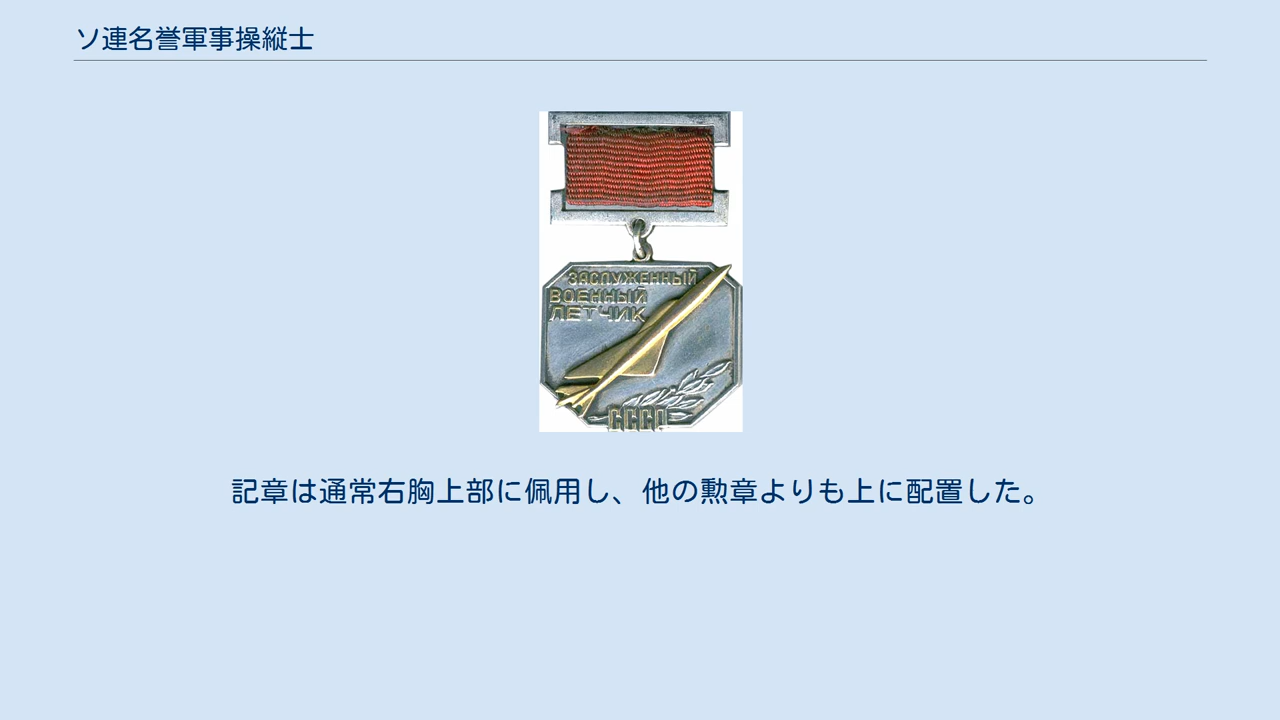 ソ連名誉軍事操縦士
ЗАСЛУЖЕННЫЙ
ВОЕННЫЙ
ЛЕТЧИК
СССР
記章は通常右胸上部に佩用し、他の勲章よりも上に配置した。